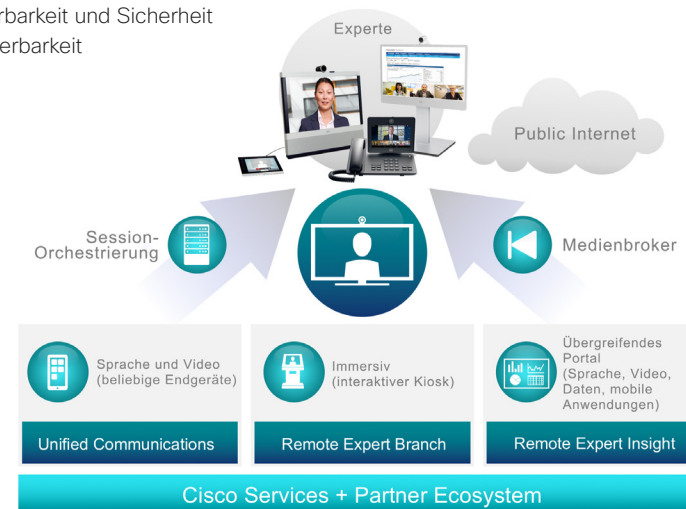 rbarkeit und Sicherheit
erbarkeit
Experte
Public Internet
Session-
Orchestrierung
Medienbroker
Sprache und Video
(beliebige Endgeräte)
Immersiv
(interaktiver Kiosk)
Übergreifendes
Portal
(Sprache, Video,
Daten, mobile
Anwendungen)
Unified Communications
Remote Expert Branch
Remote Expert Insight
Cisco Services + Partner Ecosystem